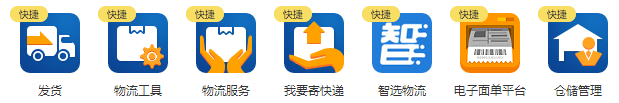 快捷 快捷 快捷 快捷 快捷 快捷 快捷
智
发货 物流工具 物流服务 我要寄快递 智选物流 电子面单平台 仓储管理